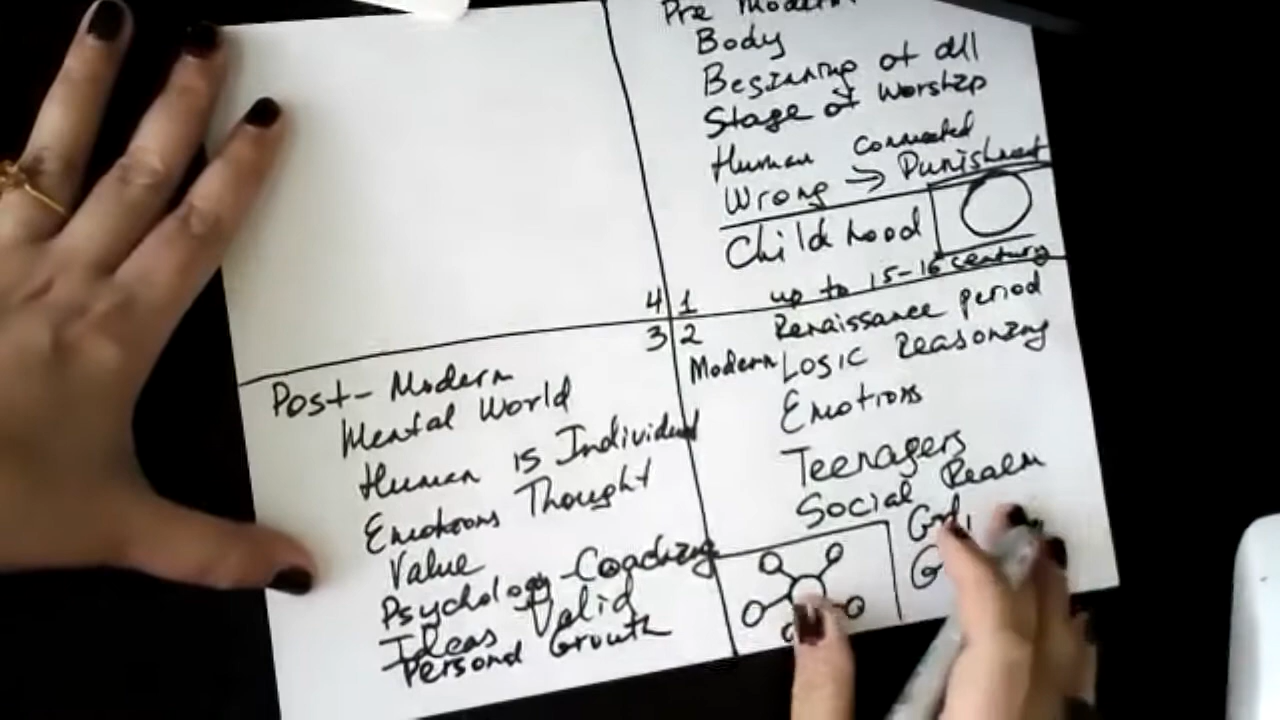 Pre Modern
Body
Beginning of all
Stage of Worship
Human connected
Wrong → Punishment
Childhood
up to 15-16 century
4 1
3 2
Renaissance period
Modern Logic Reasoning
Emotions
Teenagers
Social Realm
Post-Modern
Mental World
Human is Individual
Emotions Thought
Value
Psychology-Coaching
Ideas Valid
Personal Growth